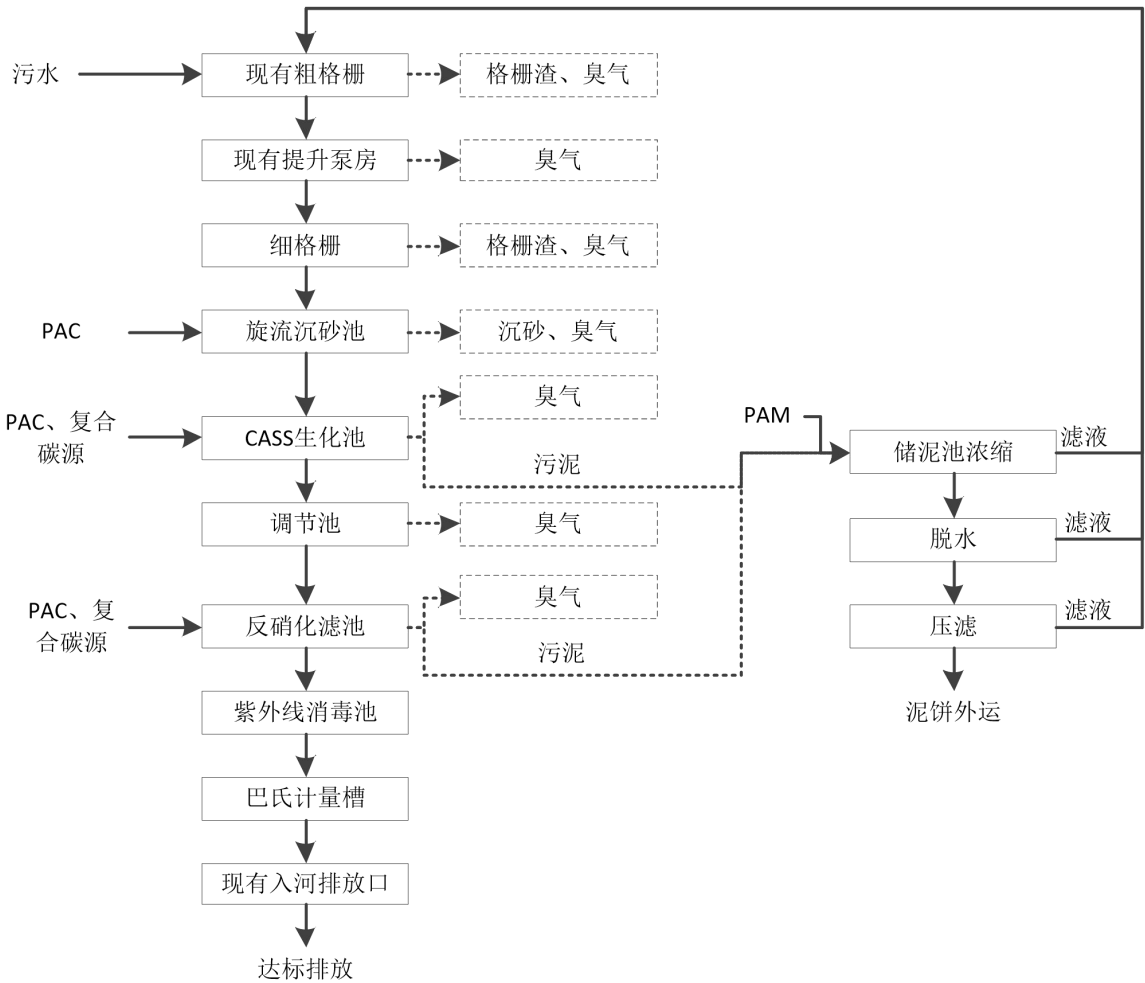 污水
现有粗格栅
格栅渣、臭气
现有提升泵房
臭气
细格栅
格栅渣、臭气
PAC
旋流沉砂池
沉砂、臭气
臭气
PAC、复合
碳源
CASS生化池
污泥
PAM
储泥池浓缩
滤液
调节池
臭气
脱水
滤液
臭气
PAC、复
合碳源
反硝化滤池
污泥
压滤
滤液
紫外线消毒池
泥饼外运
巴氏计量槽
现有入河排放口
达标排放